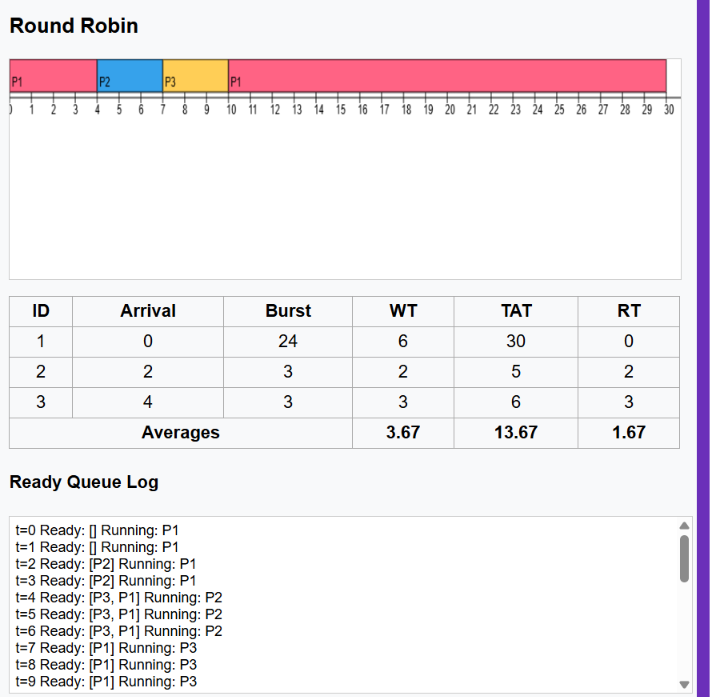 Round Robin
P1 P2 P3 P1
0 1 2 3 4 5 6 7 8 9 10 11 12 13 14 15 16 17 18 19 20 21 22 23 24 25 26 27 28 29 30
ID Arrival Burst WT TAT RT
1 0 24 6 30 0
2 2 3 2 5 2
3 4 3 3 6 3
Averages 3.67 13.67 1.67
Ready Queue Log
t=0 Ready: [] Running: P1
t=1 Ready: [] Running: P1
t=2 Ready: [P2] Running: P1
t=3 Ready: [P2] Running: P1
t=4 Ready: [P3, P1] Running: P2
t=5 Ready: [P3, P1] Running: P2
t=6 Ready: [P3, P1] Running: P2
t=7 Ready: [P1] Running: P3
t=8 Ready: [P1] Running: P3
t=9 Ready: [P1] Running: P3